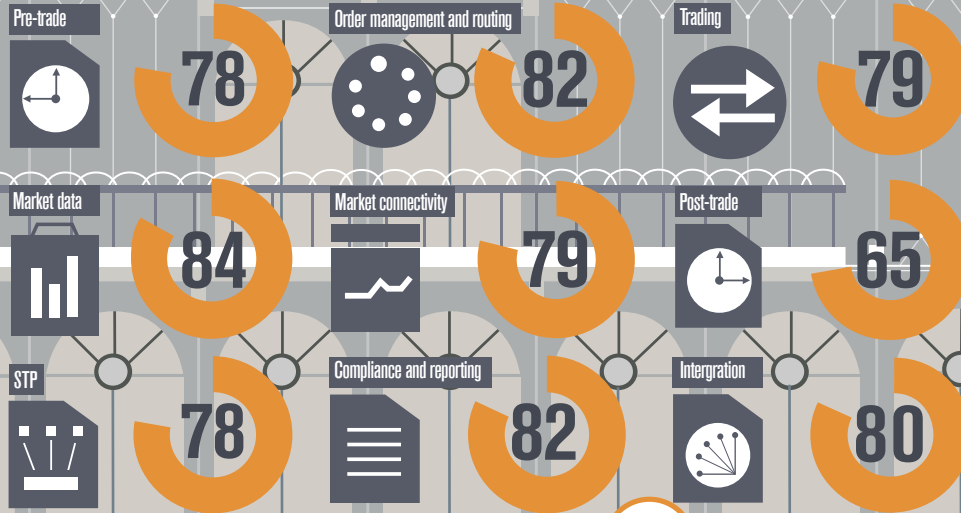 Pre-trade
78
Order management and routing
82
Trading
79
Market data
84
Market connectivity
79
Post-trade
65
STP
78
Compliance and reporting
82
Intergration
80